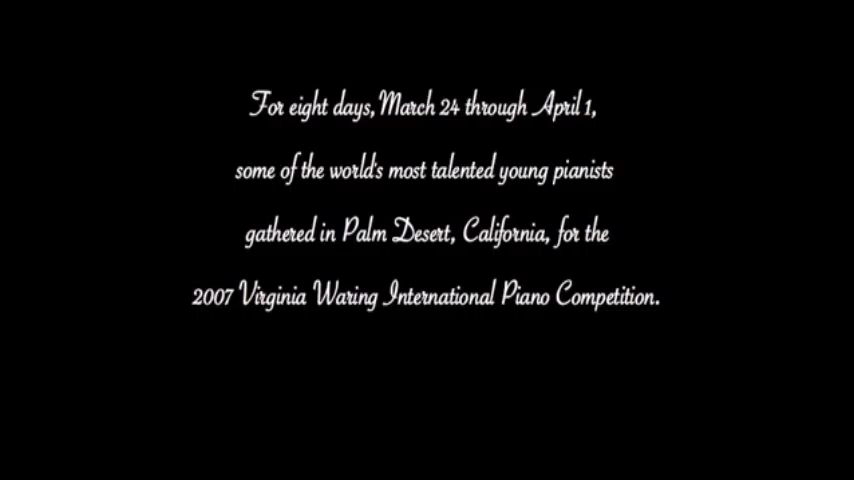 For eight days, March 24 through April 1,
some of the world's most talented young pianists
gathered in Palm Desert, California, for the
2007 Virginia Waring International Piano Competition.